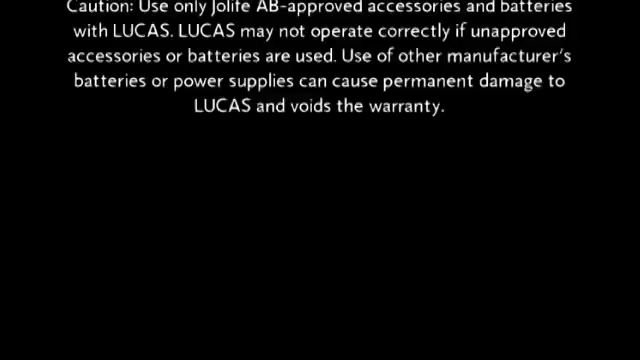 Caution: Use only Jolife AB-approved accessories and batteries
with LUCAS. LUCAS may not operate correctly if unapproved
accessories or batteries are used. Use of other manufacturer's
batteries or power supplies can cause permanent damage to
LUCAS and voids the warranty.